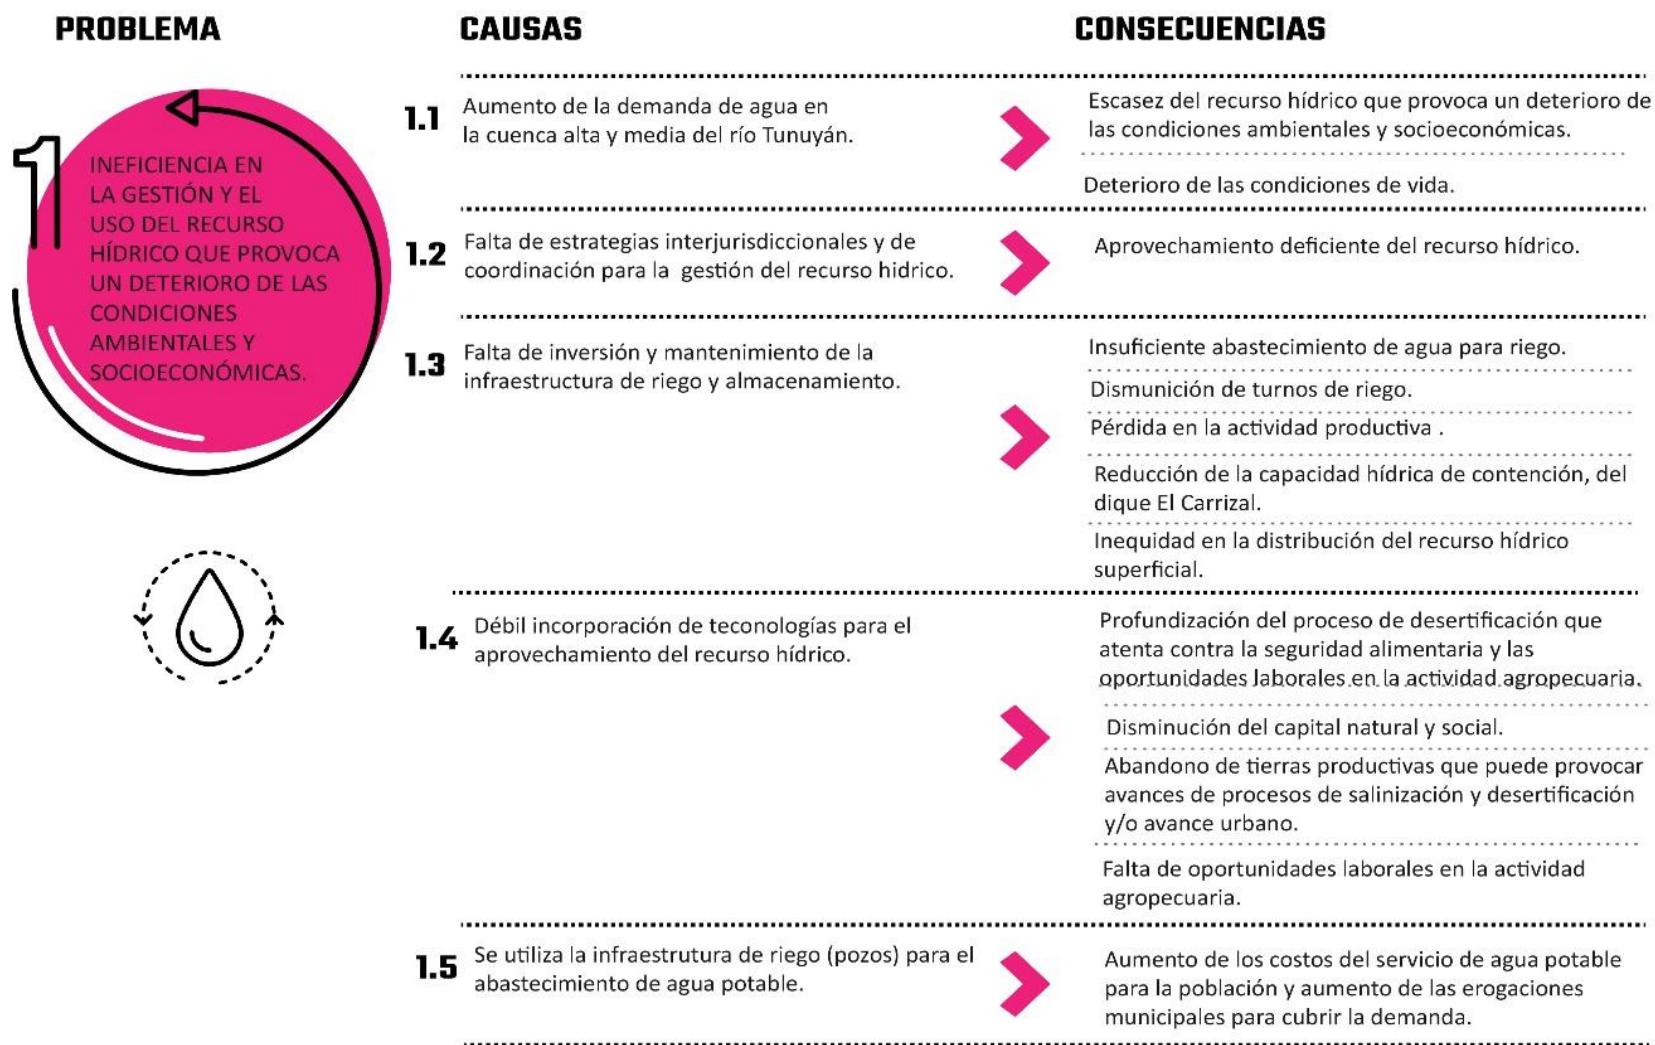 PROBLEMA
CAUSAS
CONSECUENCIAS
1
INEFICIENCIA EN
LA GESTIÓN Y EL
USO DEL RECURSO
HÍDRICO QUE PROVOCA
UN DETERIORO DE LAS
CONDICIONES
AMBIENTALES Y
SOCIOECONÓMICAS.
1.1
Aumento de la demanda de agua en
la cuenca alta y media del río Tunuyán.
Escasez del recurso hídrico que provoca un deterioro de
las condiciones ambientales y socioeconómicas.
Deterioro de las condiciones de vida.
1.2
Falta de estrategias interjurisdiccionales y de
coordinación para la gestión del recurso hidrico.
Aprovechamiento deficiente del recurso hídrico.
1.3
Falta de inversión y mantenimiento de la
infraestructura de riego y almacenamiento.
Insuficiente abastecimiento de agua para riego.
Dismunición de turnos de riego.
Pérdida en la actividad productiva .
Reducción de la capacidad hídrica de contención, del
dique El Carrizal.
Inequidad en la distribución del recurso hídrico
superficial.
1.4
Débil incorporación de teconologías para el
aprovechamiento del recurso hídrico.
Profundización del proceso de desertificación que
atenta contra la seguridad alimentaria y las
oportunidades laborales en la actividad agropecuaria.
Disminución del capital natural y social.
Abandono de tierras productivas que puede provocar
avances de procesos de salinización y desertificación
y/o avance urbano.
Falta de oportunidades laborales en la actividad
agropecuaria.
1.5
Se utiliza la infraestrutura de riego (pozos) para el
abastecimiento de agua potable.
Aumento de los costos del servicio de agua potable
para la población y aumento de las erogaciones
municipales para cubrir la demanda.